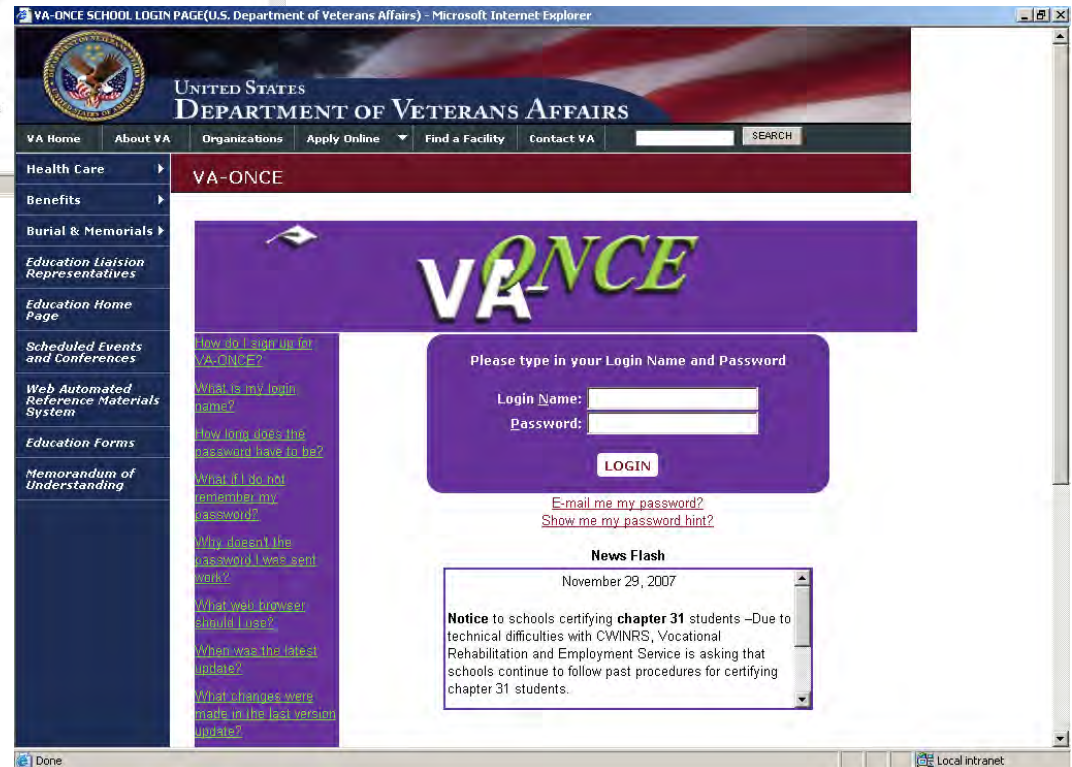 VA-ONCE SCHOOL LOGIN PAGE(U.S. Department of Veterans Affairs) - Microsoft Internet Explorer
UNITED STATES
DEPARTMENT OF VETERANS AFFAIRS
VA Home About VA Organizations Apply Online Find a Facility Contact VA SEARCH
Health Care
Benefits
Burial & Memorials
Education Liaision
Representatives
Education Home
Page
Scheduled Events
and Conferences
Web Automated
Reference Materials
System
Education Forms
Memorandum of
Understanding
VA-ONCE
VA ONCE
How do I sign up for
VA-ONCE?
What is my login
name?
How long does the
password have to be?
What if I do not
remember my
password?
Why doesn't the
password I was sent
work?
What web browser
should I use?
When was the latest
update?
What changes were
made in the last version
update?
Please type in your Login Name and Password
Login Name:
Password:
LOGIN
E-mail me my password?
Show me my password hint?
News Flash
November 29, 2007
Notice to schools certifying chapter 31 students –Due to
technical difficulties with CWINRS, Vocational
Rehabilitation and Employment Service is asking that
schools continue to follow past procedures for certifying
chapter 31 students.
Done
Local intranet